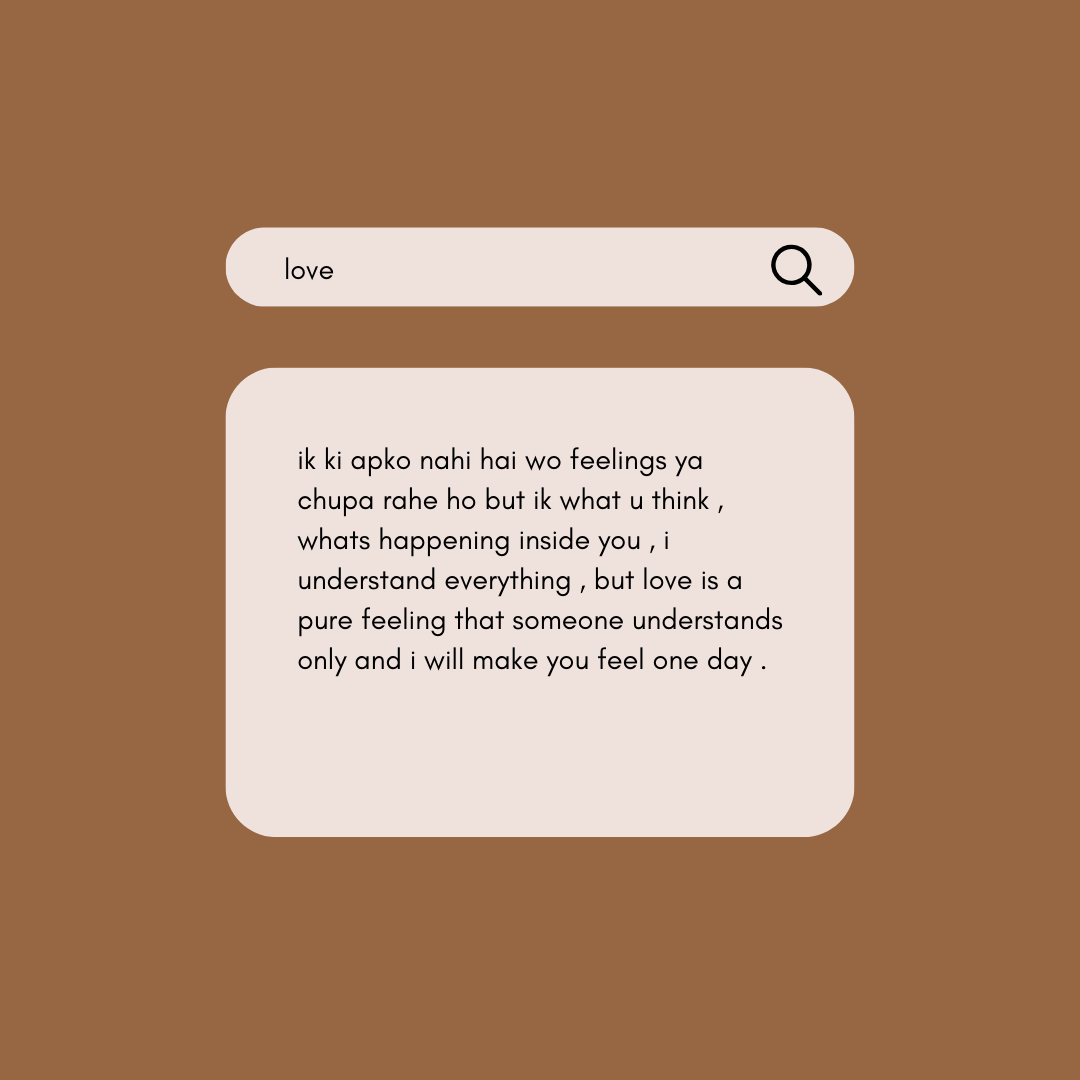 love
ik ki apko nahi hai wo feelings ya
chupa rahe ho but ik what u think ,
whats happening inside you , i
understand everything , but love is a
pure feeling that someone understands
only and i will make you feel one day .